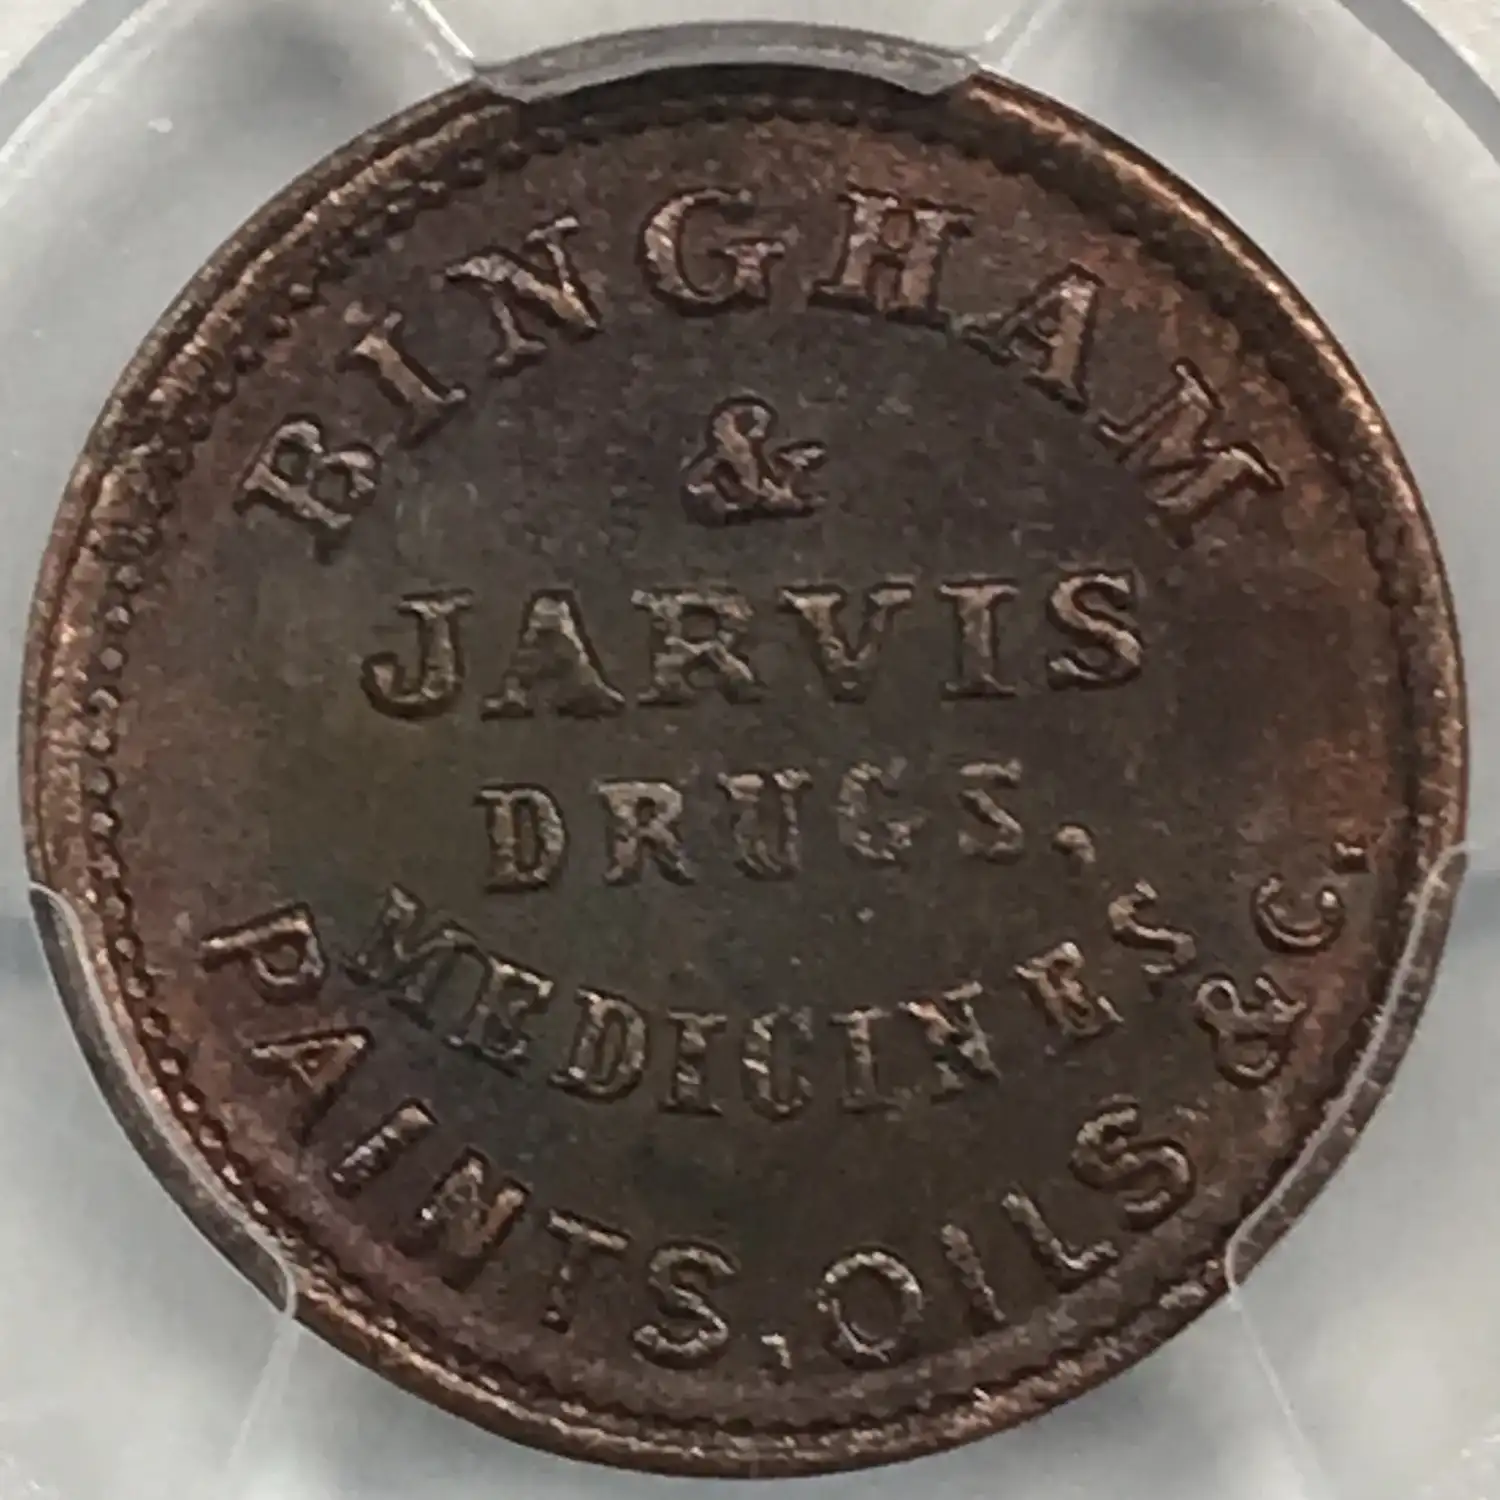 BINGHAM
&
JARVIS
DRUGS,
MEDICINES
PAINTS, OILS & C.